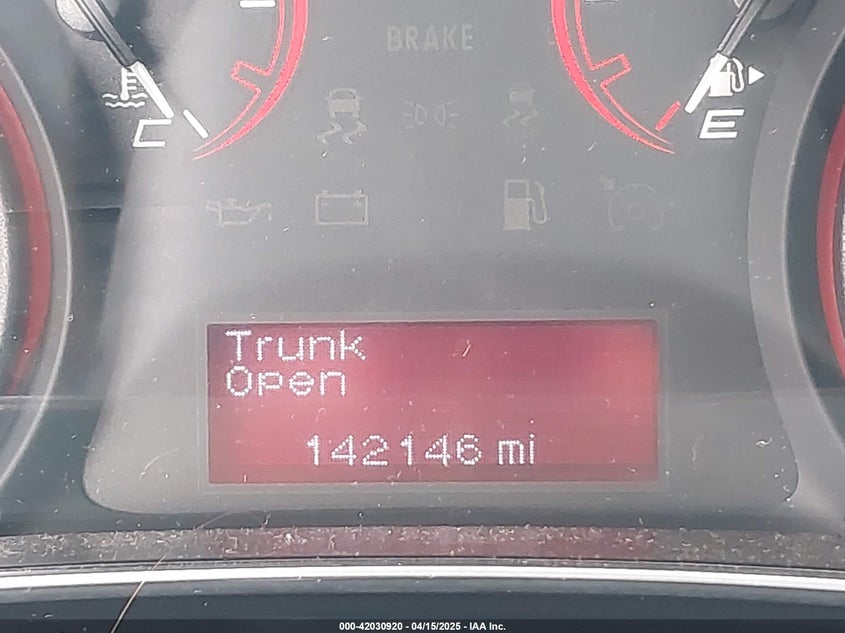 BRAKE
C
E
Trunk
Open
142146 mi
000-42030920 - 04/15/2025 - IAA Inc.